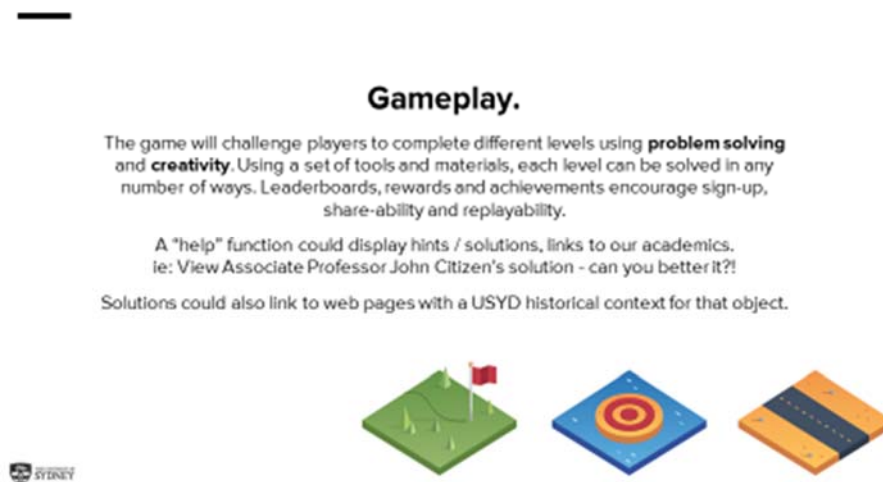 Gameplay.
The game will challenge players to complete different levels using problem solving
and creativity. Using a set of tools and materials, each level can be solved in any
number of ways. Leaderboards, rewards and achievements encourage sign-up,
share-ability and replayability.
A "help" function could display hints / solutions, links to our academics.
ie: View Associate Professor John Citizen's solution - can you better it?!
Solutions could also link to web pages with a USYD historical context for that object.
SYDNEY